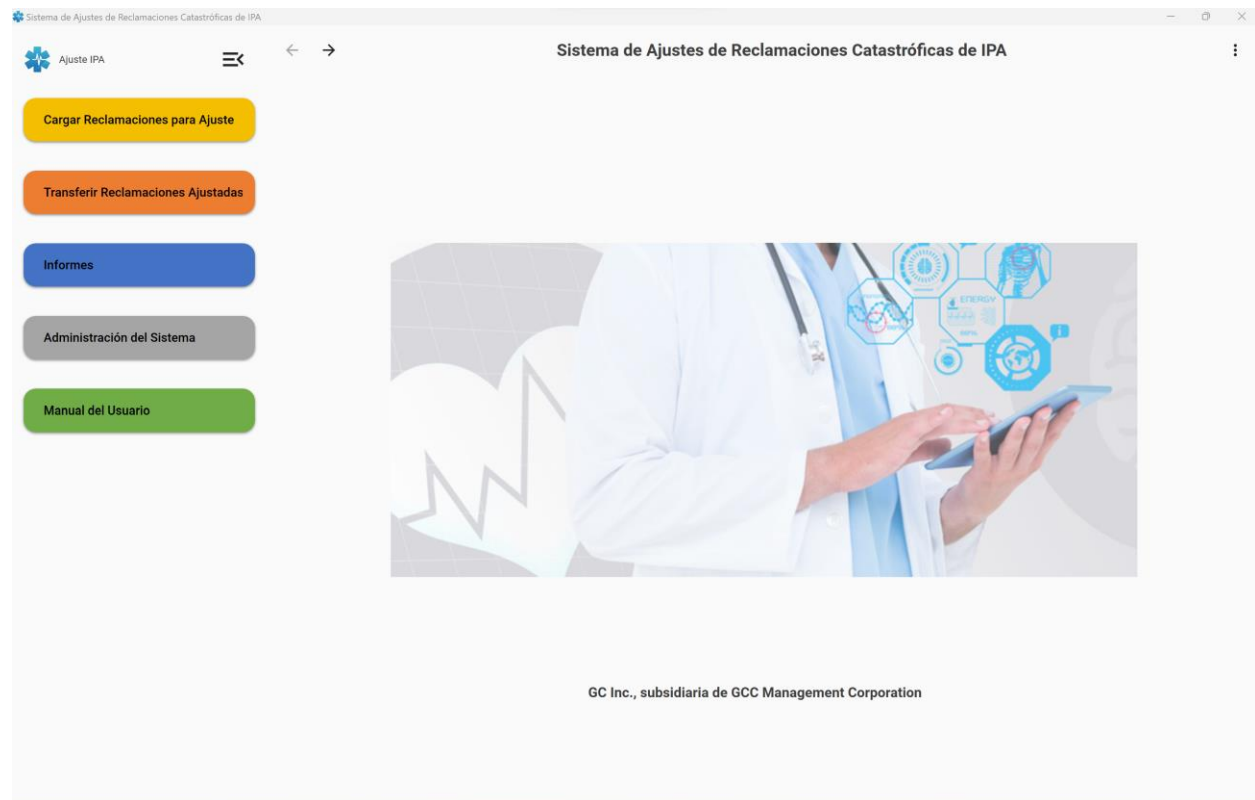 Sistema de Ajustes de Reclamaciones Catastróficas de IPA
Ajuste IPA
Sistema de Ajustes de Reclamaciones Catastróficas de IPA
Cargar Reclamaciones para Ajuste
Transferir Reclamaciones Ajustadas
Informes
Administración del Sistema
Manual del Usuario
ENERGY
GC Inc., subsidiaria de GCC Management Corporation